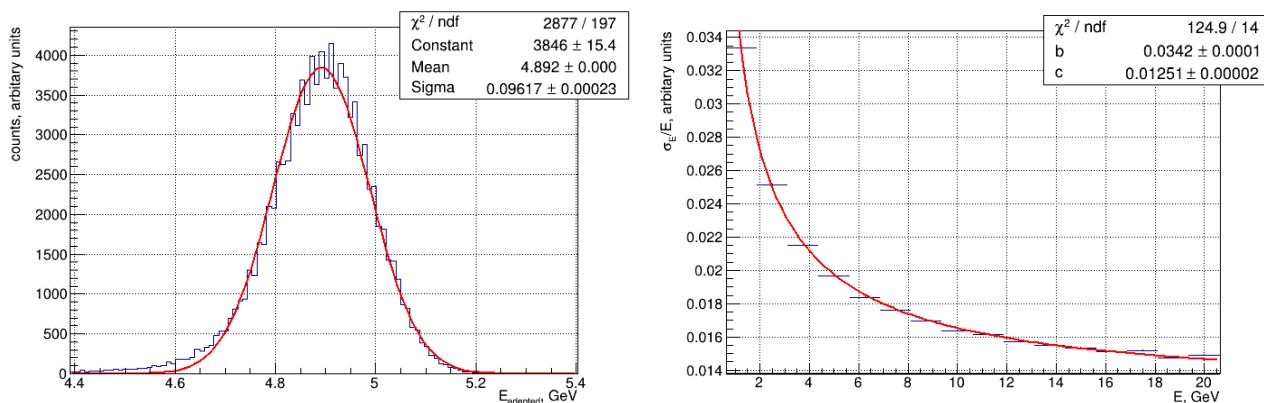 χ² / ndf 2877 / 197
Constant 3846 ± 15.4
Mean 4.892 ± 0.000
Sigma 0.09617 ± 0.00023
counts, arbitary units
4000
3500
3000
2500
2000
1500
1000
500
0
4.4 4.6 4.8 5 5.2 5.4
E GeV
χ² / ndf 124.9 / 14
b 0.0342 ± 0.0001
c 0.01251 ± 0.00002
σE/E, arbitary units
0.034
0.032
0.03
0.028
0.026
0.024
0.022
0.02
0.018
0.016
0.014
2 4 6 8 10 12 14 16 18 20
E, GeV